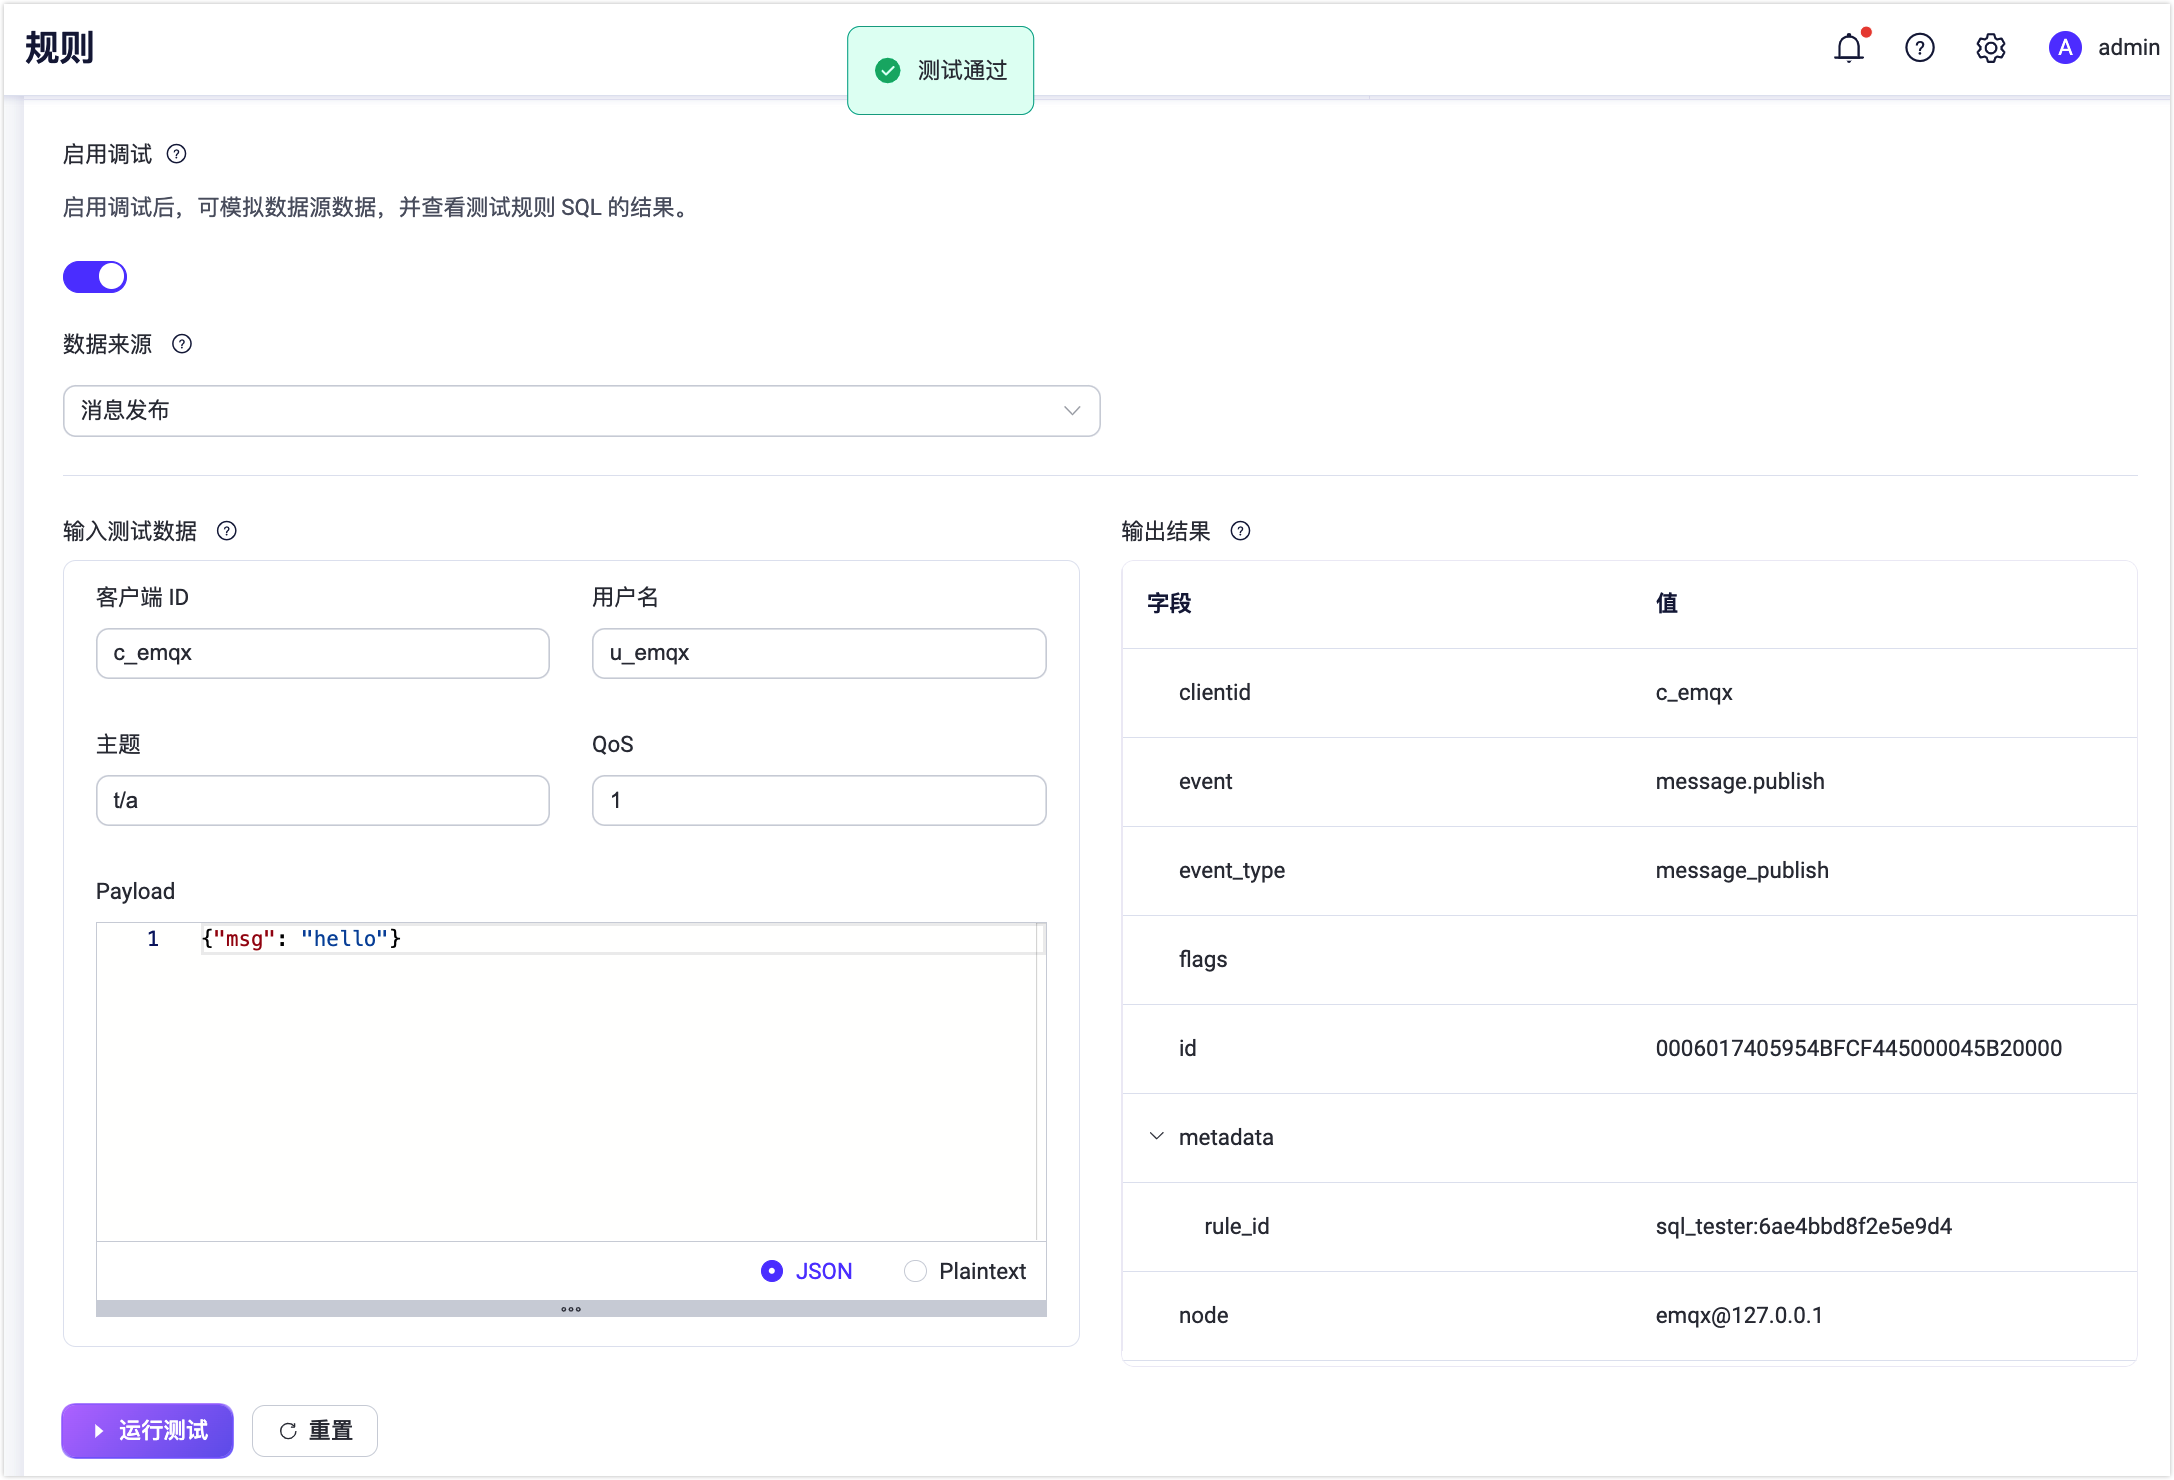 规则
测试通过
A admin
启用调试
启用调试后，可模拟数据源数据，并查看测试规则 SQL 的结果。
数据来源
消息发布
输入测试数据
客户端 ID 用户名
c_emqx u_emqx
主题 QoS
t/a 1
Payload
1 {"msg": "hello"}
JSON Plaintext
输出结果
字段 值
clientid c_emqx
event message.publish
event_type message_publish
flags
id 0006017405954BFCF445000045B20000
metadata
rule_id sql_tester:6ae4bbd8f2e5e9d4
node emqx@127.0.0.1
运行测试 重置